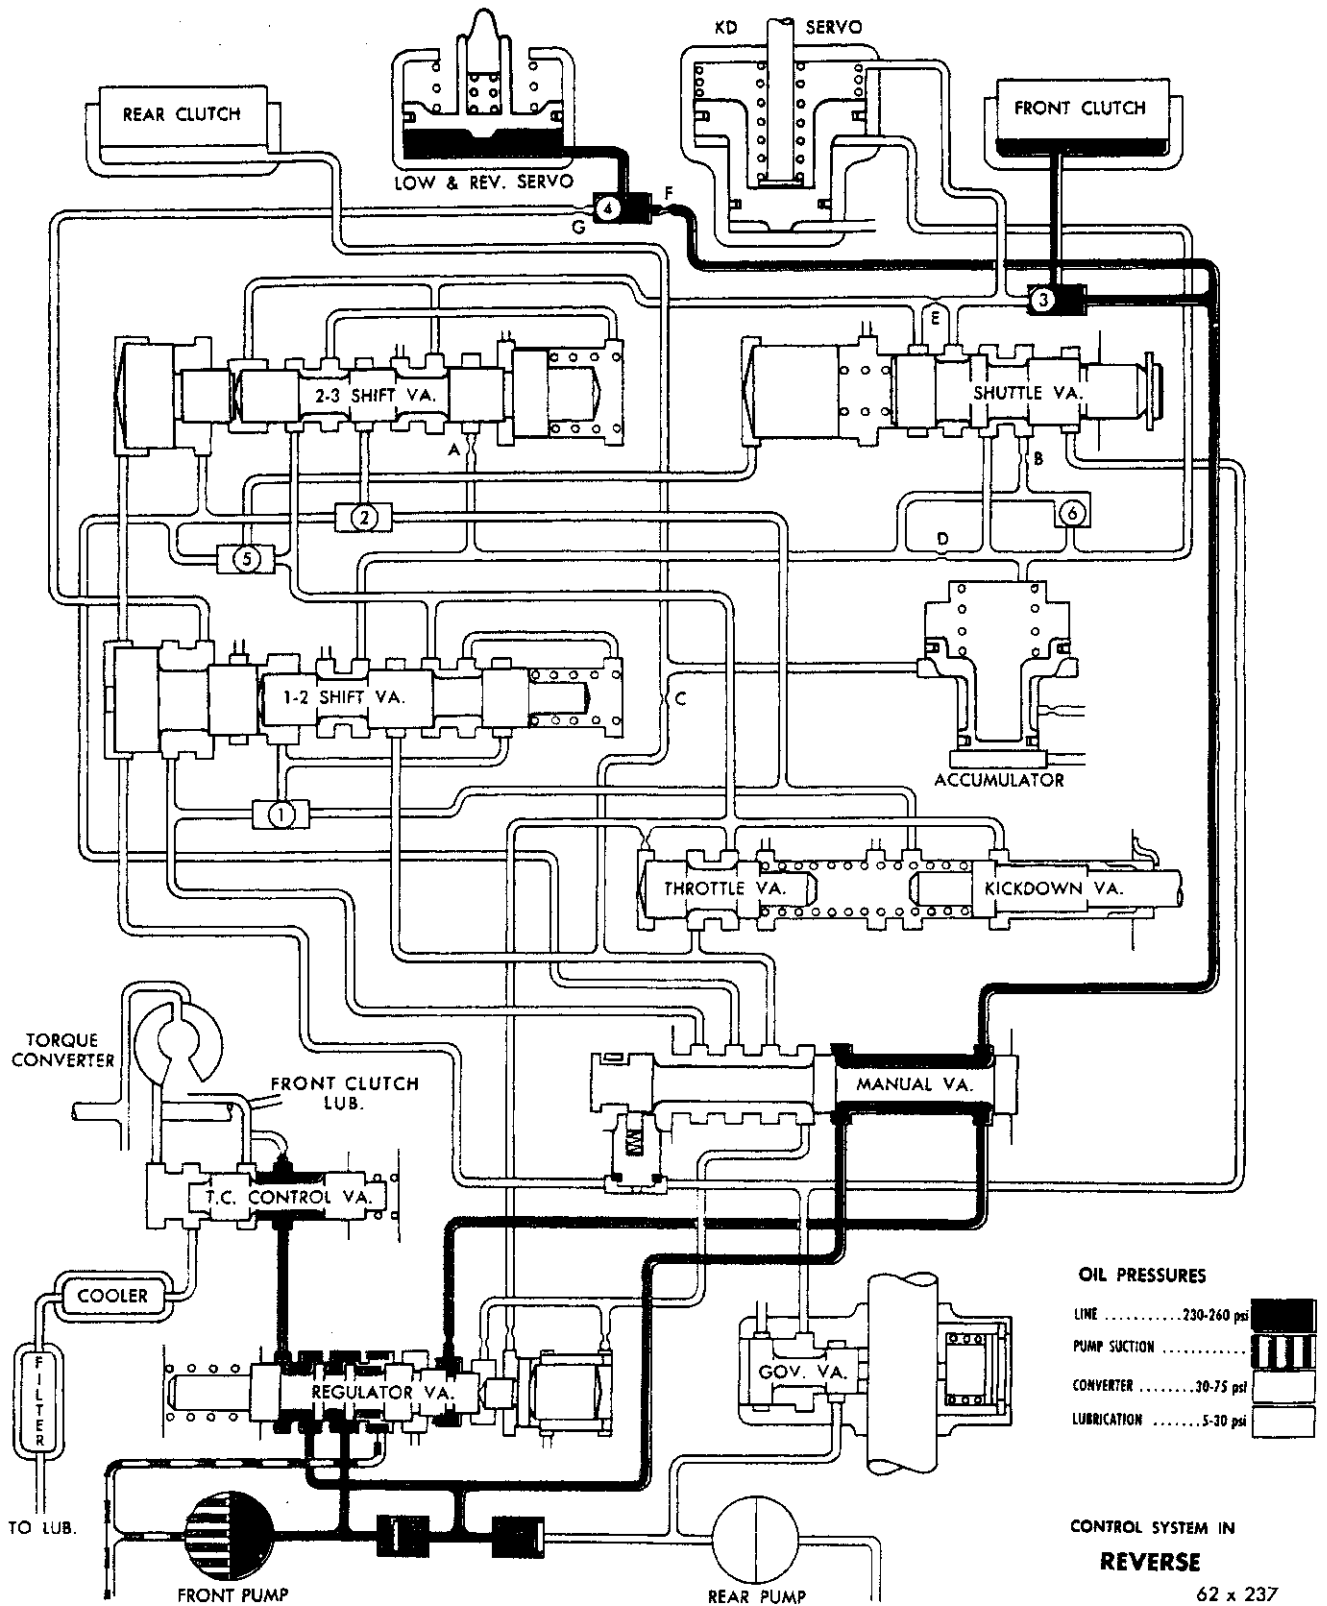 KD SERVO
REAR CLUTCH
FRONT CLUTCH
LOW & REV. SERVO
4
F
G
3
E
2-3 SHIFT VA.
SHUTTLE VA.
A
B
2
6
5
D
1-2 SHIFT VA.
C
ACCUMULATOR
1
THROTTLE VA.
KICKDOWN VA.
TORQUE
CONVERTER
FRONT CLUTCH
LUB.
MANUAL VA.
T.C. CONTROL VA.
COOLER
FILTER
REGULATOR VA.
GOV. VA.
OIL PRESSURES
LINE ............230-260 psi
PUMP SUCTION ............
CONVERTER ........30-75 psi
LUBRICATION .......5-30 psi
TO LUB.
FRONT PUMP
REAR PUMP
CONTROL SYSTEM IN
REVERSE
62 x 237